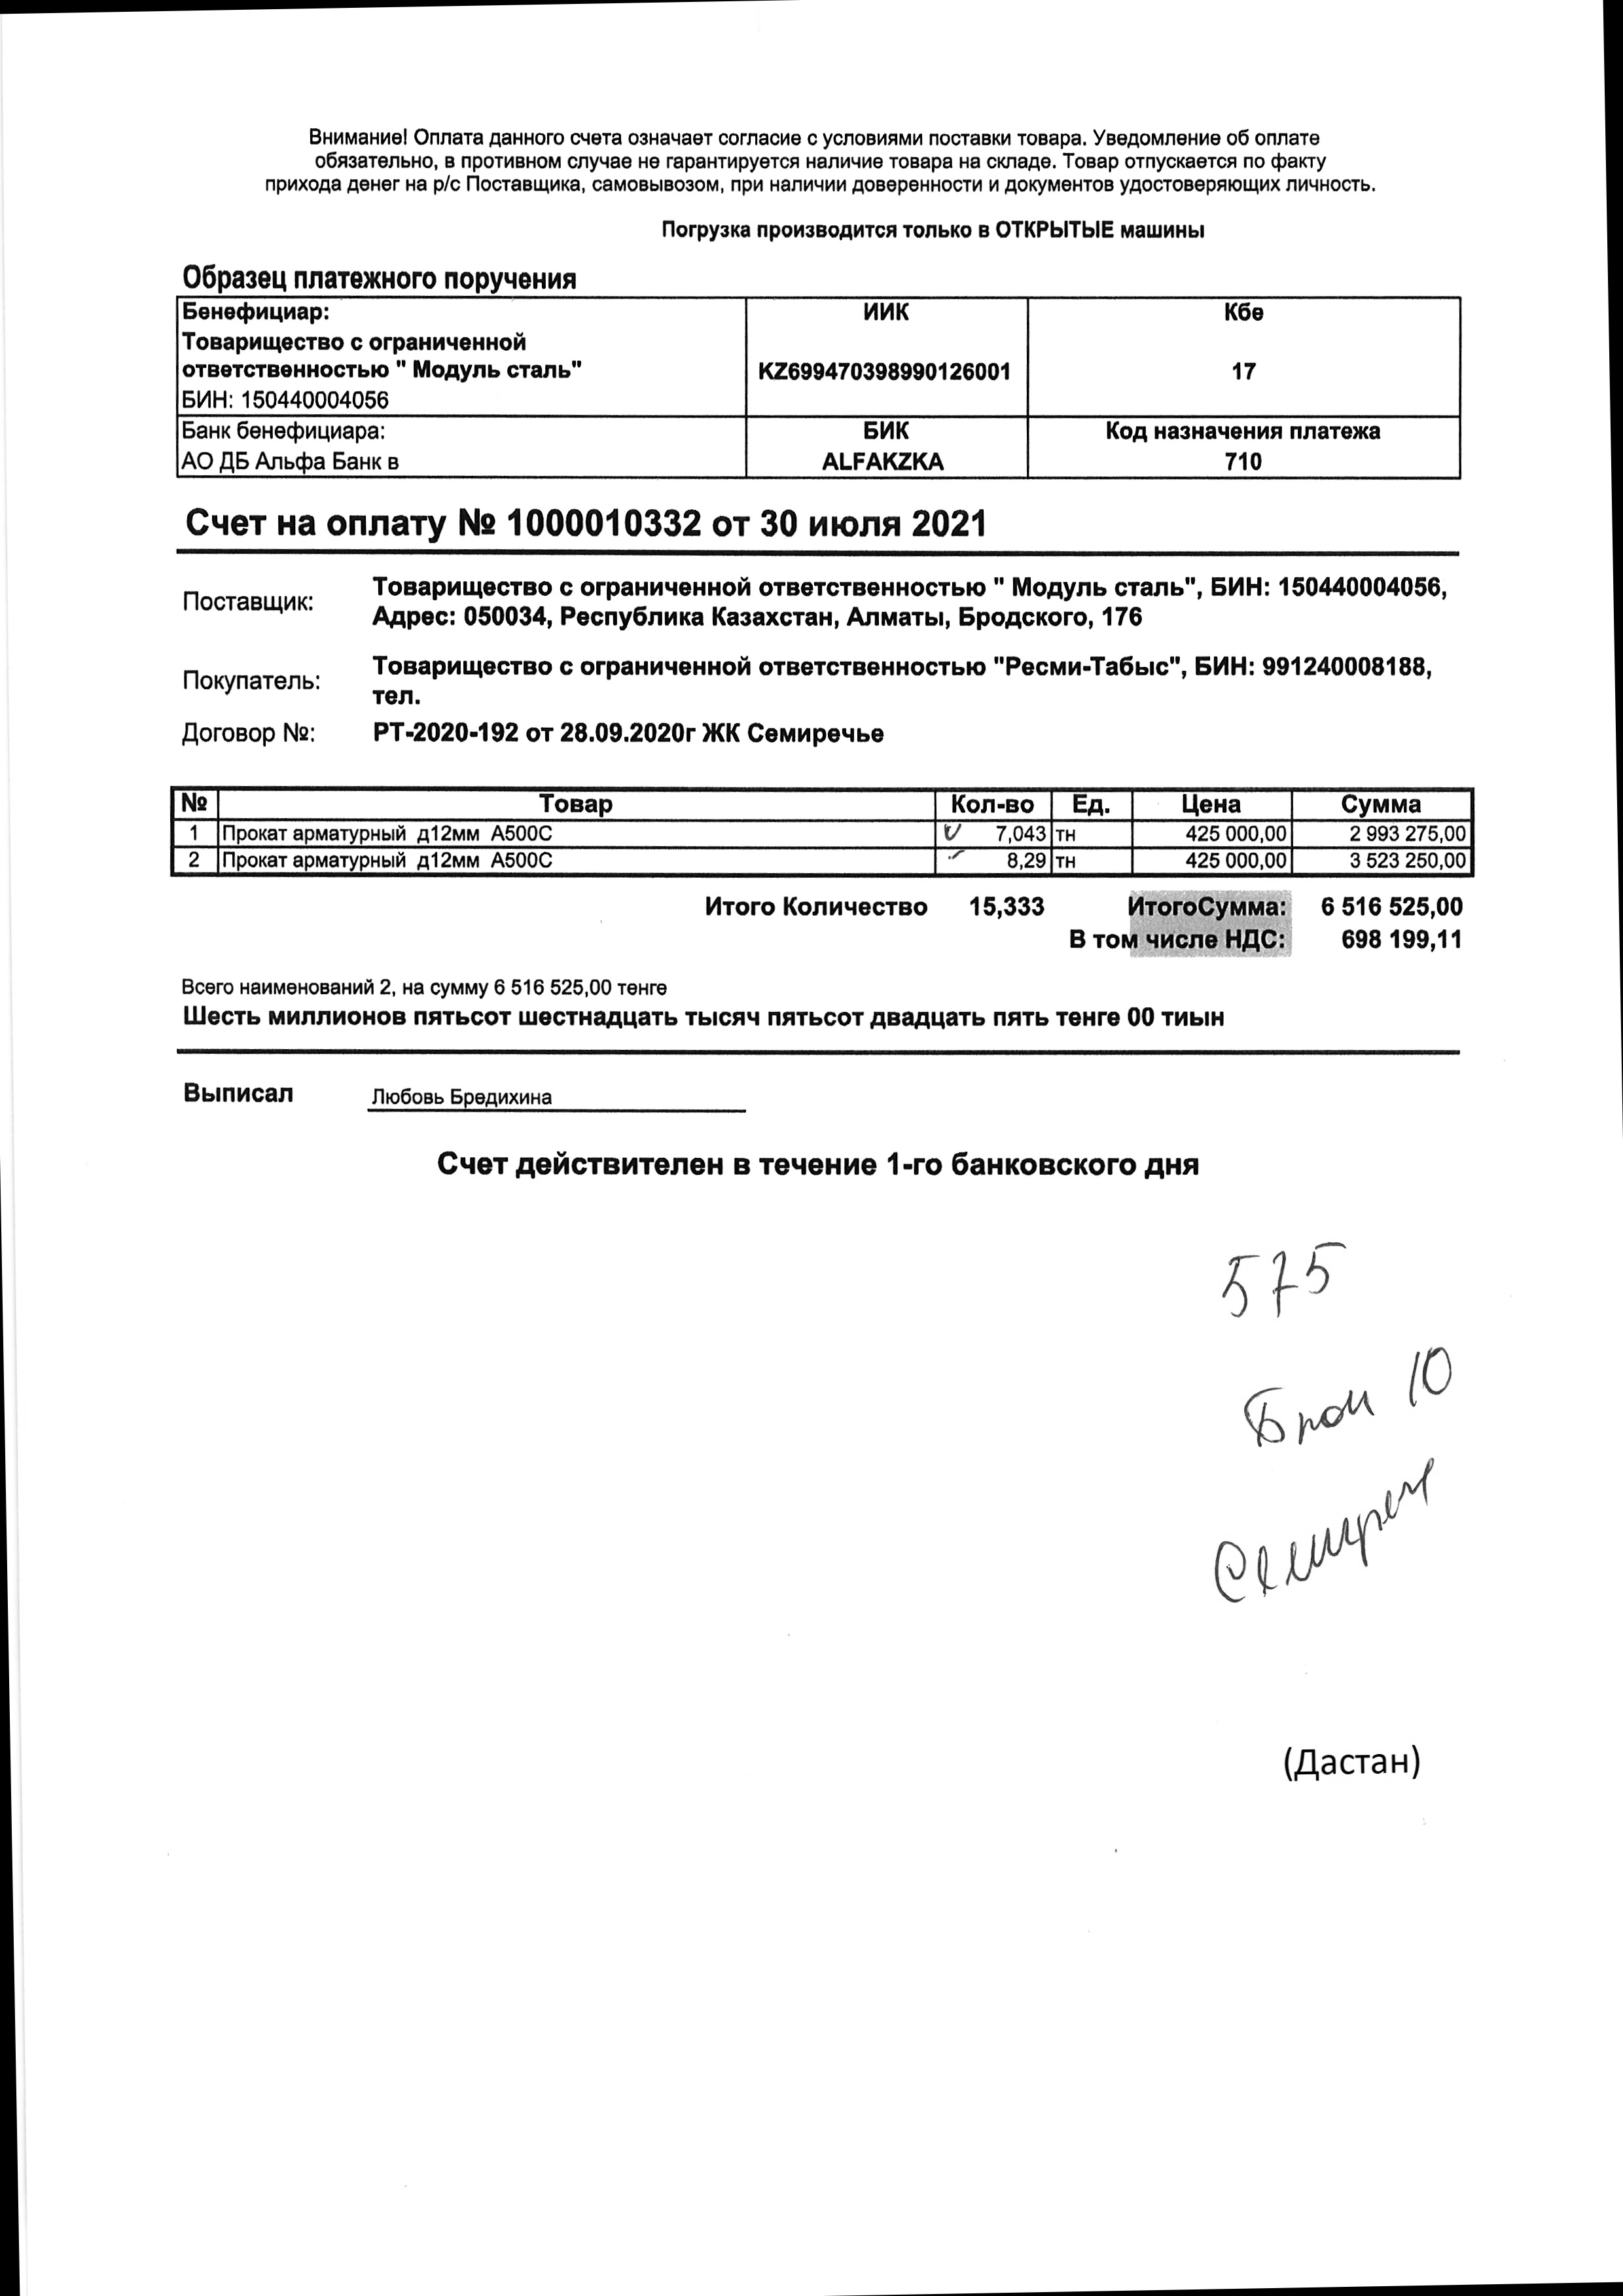 Внимание! Оплата данного счета означает согласие с условиями поставки товара. Уведомление об оплате
обязательно, в противном случае не гарантируется наличие товара на складе. Товар отпускается по факту
прихода денег на р/с Поставщика, самовывозом, при наличии доверенности и документов удостоверяющих личность.
Погрузка производится только в ОТКРЫТЫЕ машины
Образец платежного поручения
Бенефициар: ИИК Кбе
Товарищество с ограниченной
ответственностью " Модуль сталь" KZ699470398990126001 17
БИН: 150440004056
Банк бенефициара: БИК Код назначения платежа
АО ДБ Альфа Банк в ALFAKZKA 710
Счет на оплату № 1000010332 от 30 июля 2021
Поставщик: Товарищество с ограниченной ответственностью " Модуль сталь", БИН: 150440004056,
Адрес: 050034, Республика Казахстан, Алматы, Бродского, 176
Покупатель: Товарищество с ограниченной ответственностью "Ресми-Табыс", БИН: 991240008188,
тел.
Договор №: РТ-2020-192 от 28.09.2020г ЖК Семиречье
№ Товар Кол-во Ед. Цена Сумма
1 Прокат арматурный д12мм А500С 7,043 тн 425 000,00 2 993 275,00
2 Прокат арматурный д12мм А500С 8,29 тн 425 000,00 3 523 250,00
Итого Количество 15,333 ИтогоСумма: 6 516 525,00
В том числе НДС: 698 199,11
Всего наименований 2, на сумму 6 516 525,00 тенге
Шесть миллионов пятьсот шестнадцать тысяч пятьсот двадцать пять тенге 00 тиын
Выписал Любовь Бредихина
Счет действителен в течение 1-го банковского дня
575
10
Семиреч
(Дастан)